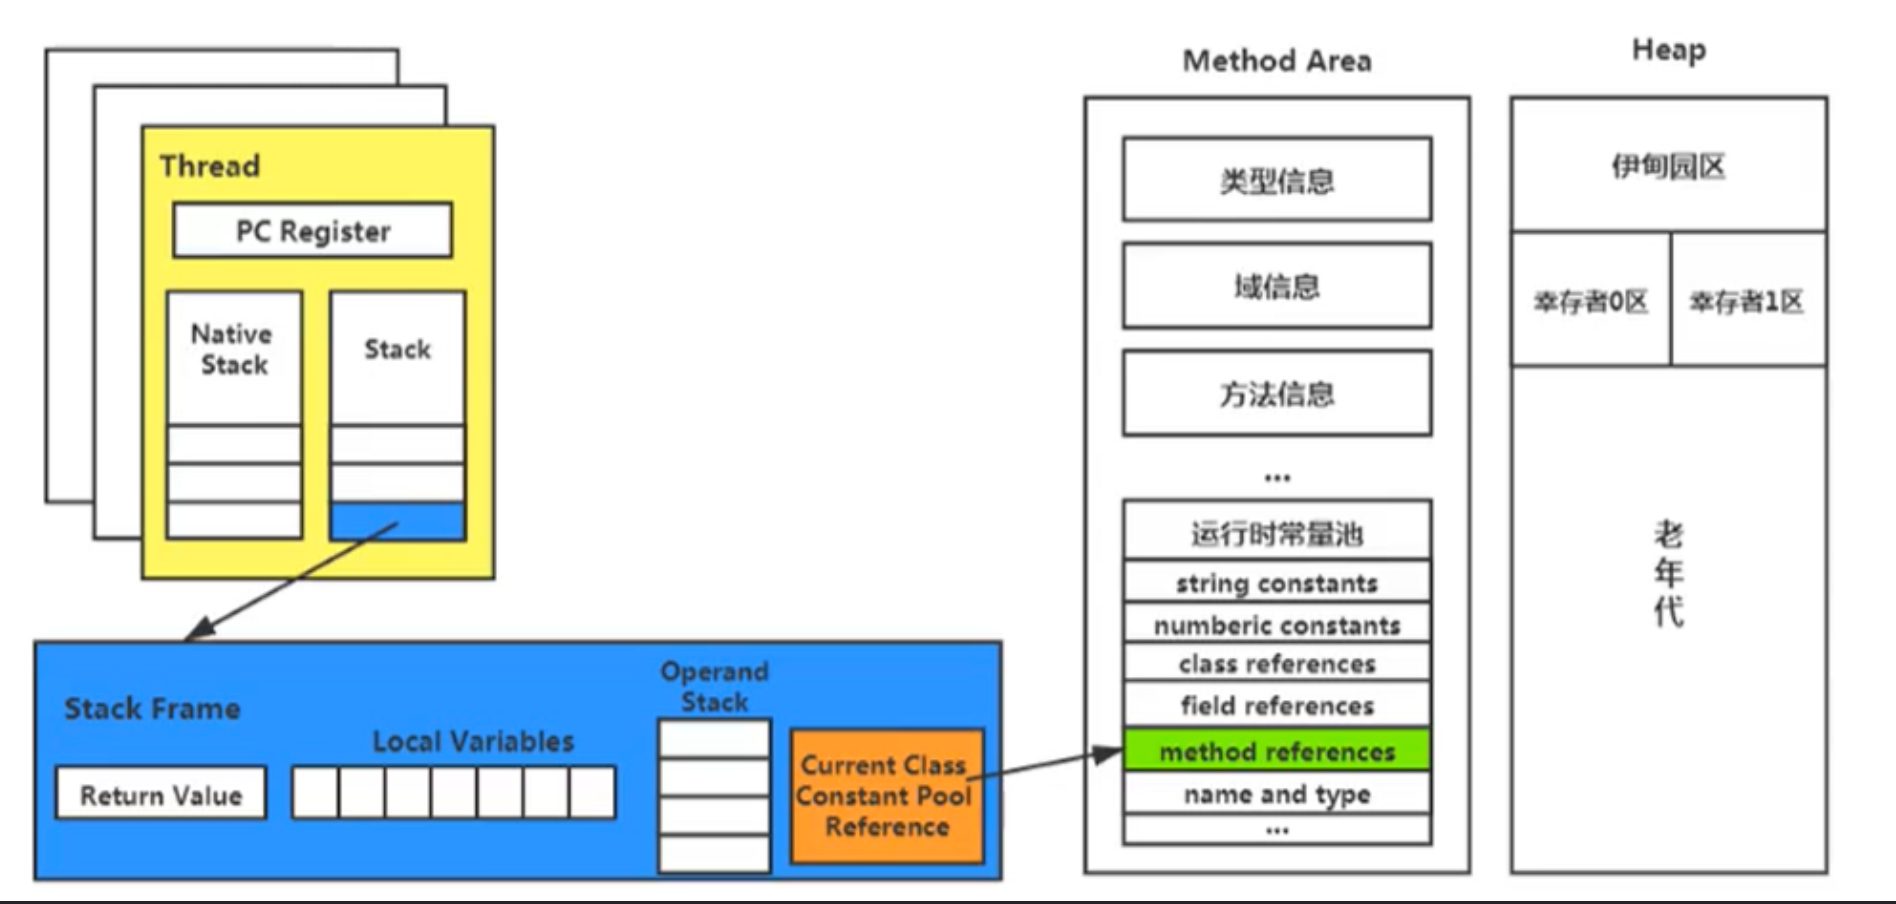 Thread
PC Register
Native
Stack
Stack
Stack Frame
Return Value
Local Variables
Operand
Stack
Current Class
Constant Pool
Reference
Method Area
类型信息
域信息
方法信息
...
运行时常量池
string constants
numberic constants
class references
field references
method references
name and type
...
Heap
伊甸园区
幸存者0区
幸存者1区
老
年
代